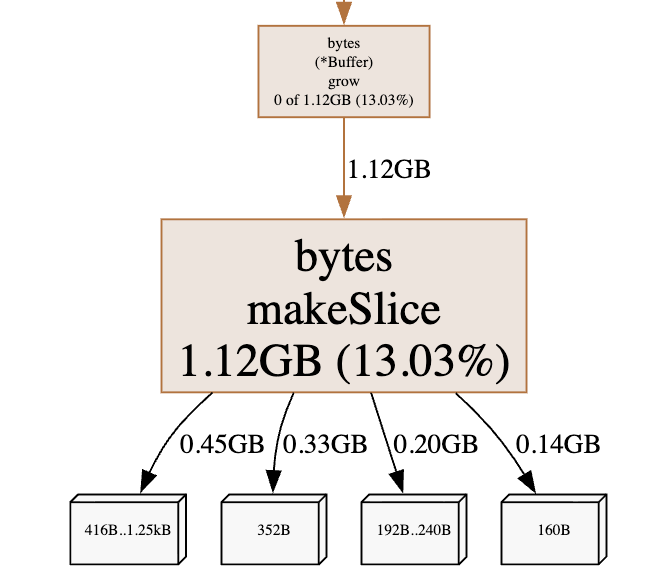 bytes
(*Buffer)
grow
0 of 1.12GB (13.03%)
1.12GB
bytes
makeSlice
1.12GB (13.03%)
0.45GB
0.33GB
0.20GB
0.14GB
416B..1.25kB
352B
192B..240B
160B